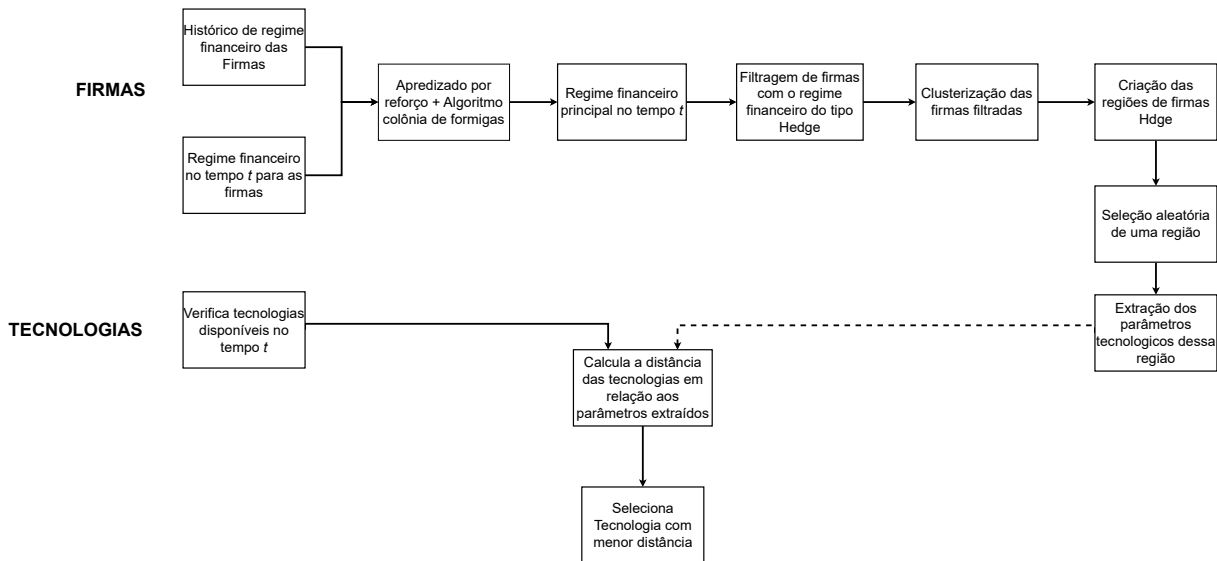 Histórico de regime
financeiro das
Firmas
FIRMAS
Apredizado por
reforço + Algoritmo
colônia de formigas
Regime financeiro
principal no tempo t
Filtragem de firmas
com o regime
financeiro do tipo
Hedge
Clusterização das
firmas filtradas
Criação das
regiões de firmas
Hdge
Regime financeiro
no tempo t para as
firmas
Seleção aleatória
de uma região
TECNOLOGIAS
Verifica tecnologias
disponíveis no
tempo t
Extração dos
parâmetros
tecnologicos dessa
região
Calcula a distância
das tecnologias em
relação aos
parâmetros extraídos
Seleciona
Tecnologia com
menor distância